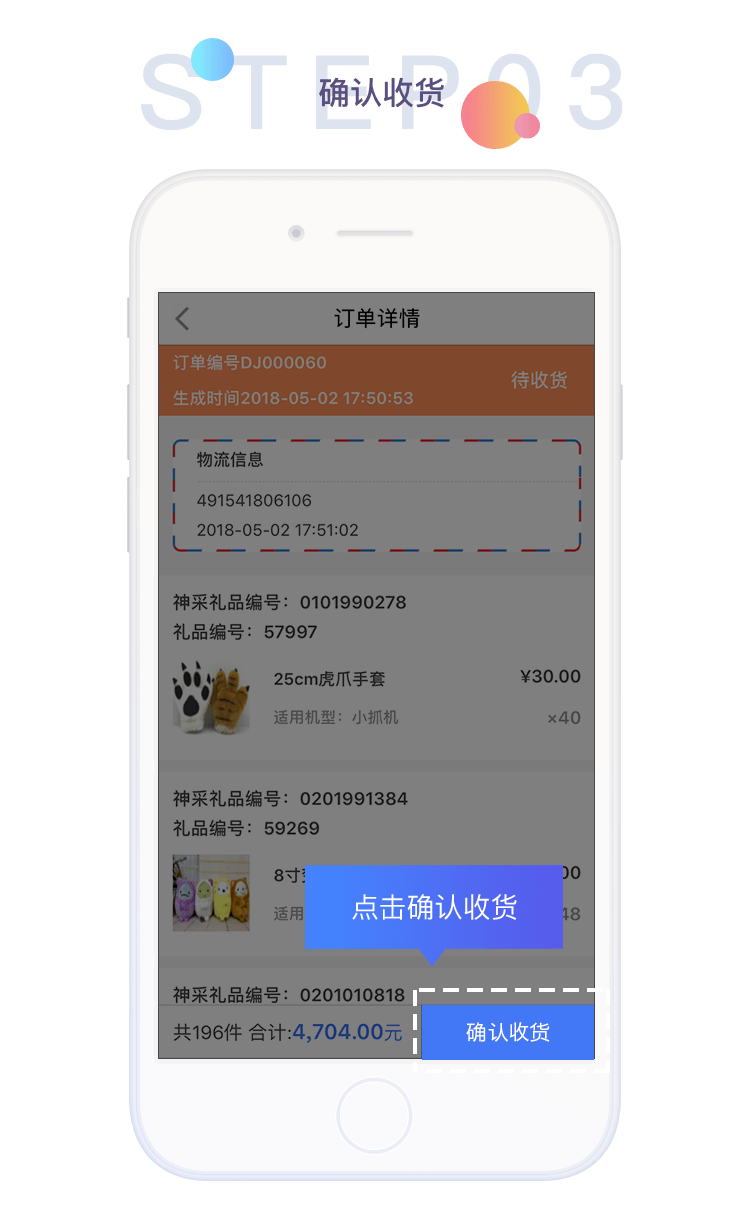 STEP03
确认收货
订单详情
订单编号DJ000060
待收货
生成时间2018-05-02 17:50:53
物流信息
491541806106
2018-05-02 17:51:02
神采礼品编号：0101990278
礼品编号：57997
25cm虎爪手套
¥30.00
适用机型：小抓机
×40
神采礼品编号：0201991384
礼品编号：59269
8寸
00
适用
48
点击确认收货
神采礼品编号：0201010818
共196件 合计:4,704.00元
确认收货